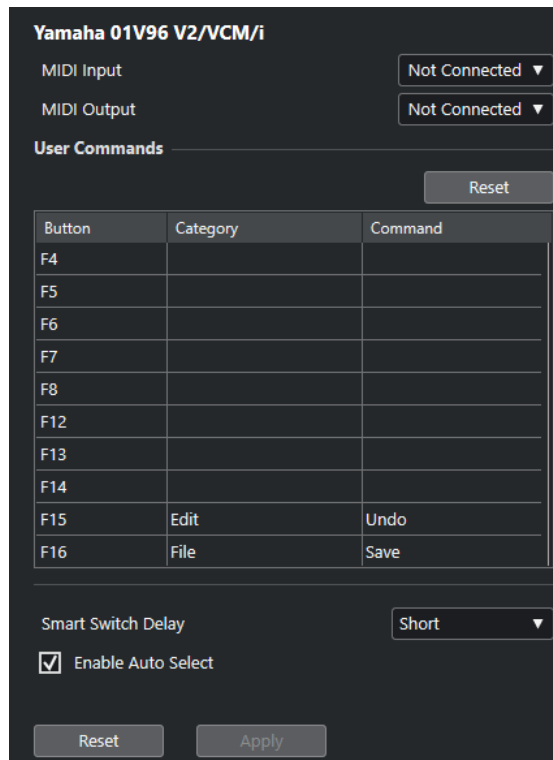 Yamaha 01V96 V2/VCM/i
MIDI Input Not Connected
MIDI Output Not Connected
User Commands
Reset
Button Category Command
F4
F5
F6
F7
F8
F12
F13
F14
F15 Edit Undo
F16 File Save
Smart Switch Delay Short
Enable Auto Select
Reset Apply